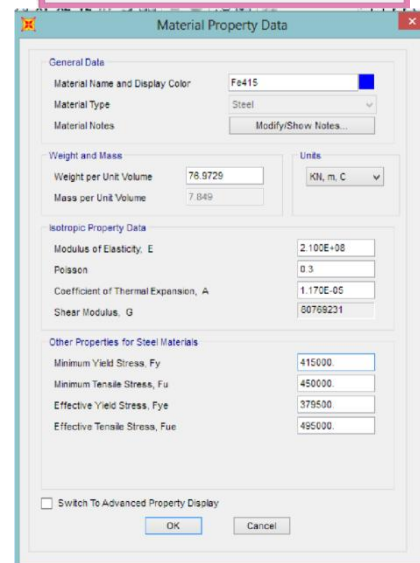 Material Property Data
General Data
Material Name and Display Color Fe415
Material Type Steel
Material Notes Modify/Show Notes...
Weight and Mass Units
Weight per Unit Volume 76.9729 KN, m, C
Mass per Unit Volume 7.849
Isotropic Property Data
Modulus of Elasticity, E 2.100E+08
Poisson 0.3
Coefficient of Thermal Expansion, A 1.170E-05
Shear Modulus, G 80769231
Other Properties for Steel Materials
Minimum Yield Stress, Fy 415000.
Minimum Tensile Stress, Fu 450000.
Effective Yield Stress, Fye 379500.
Effective Tensile Stress, Fue 495000.
Switch To Advanced Property Display
OK Cancel